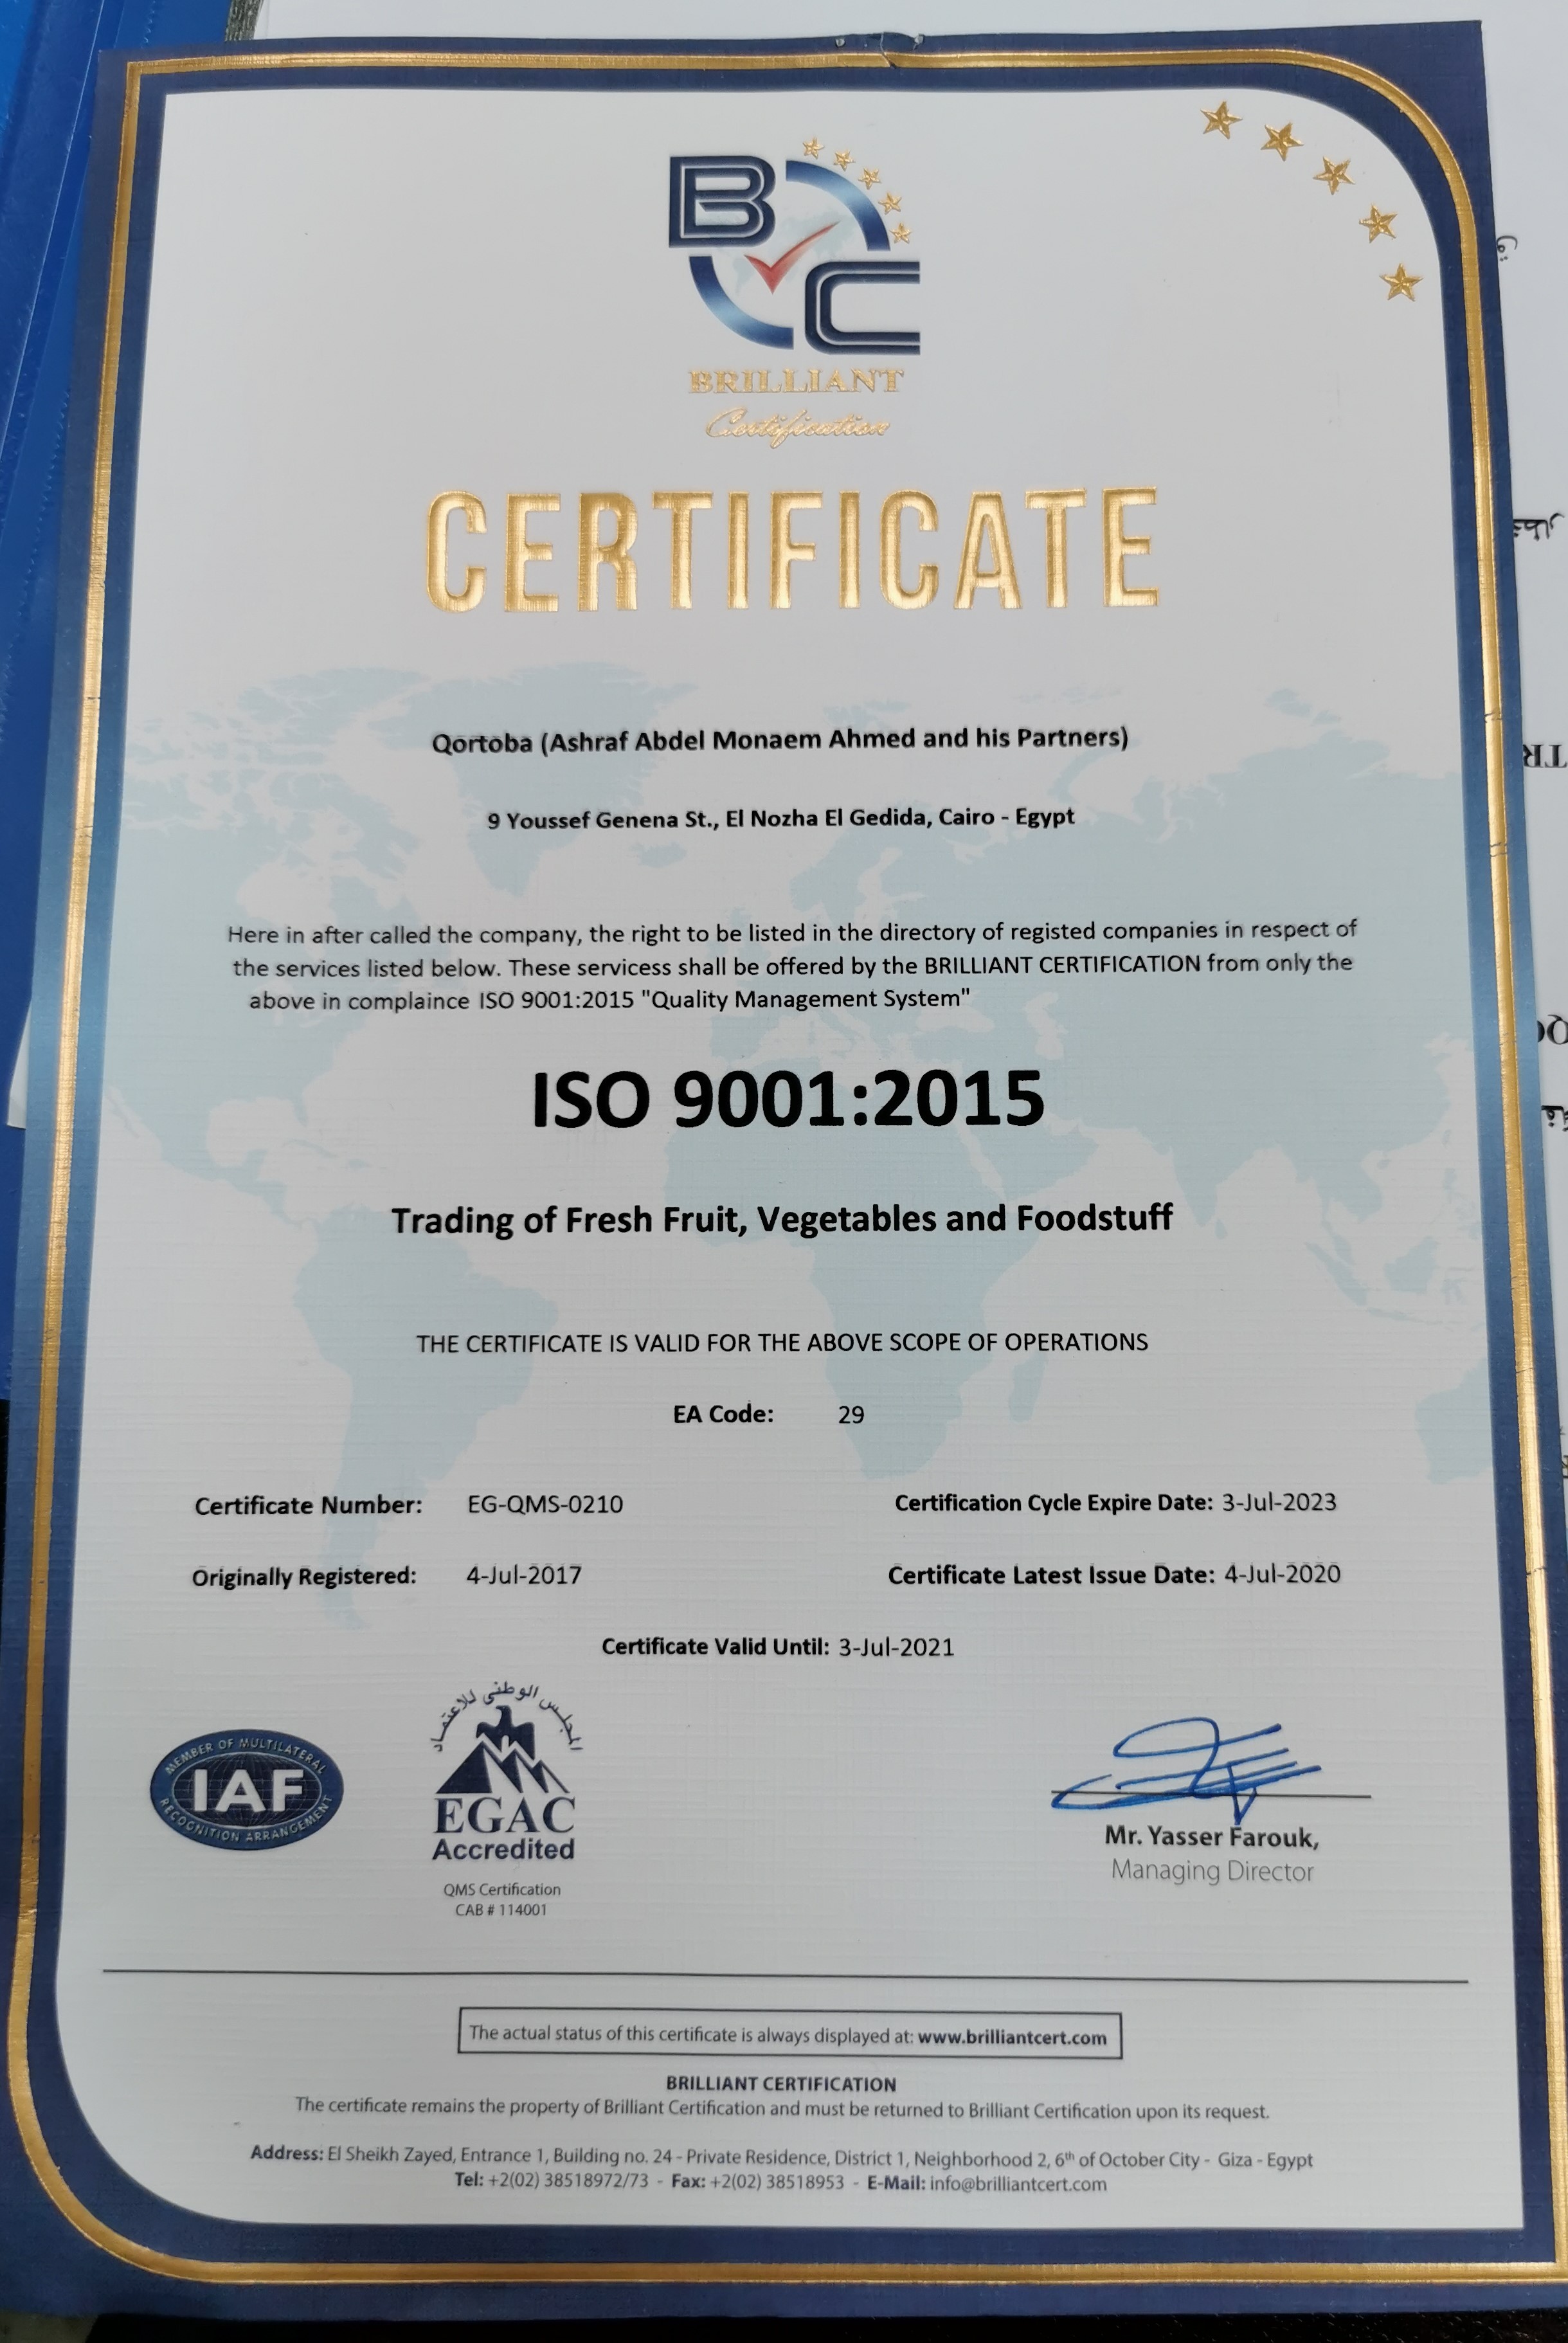 BC
BRILLIANT
Certification
CERTIFICATE
Qortoba (Ashraf Abdel Monaem Ahmed and his Partners)
9 Youssef Genena St., El Nozha El Gedida, Cairo - Egypt
Here in after called the company, the right to be listed in the directory of registed companies in respect of
the services listed below. These servicess shall be offered by the BRILLIANT CERTIFICATION from only the
above in complaince ISO 9001:2015 "Quality Management System"
ISO 9001:2015
Trading of Fresh Fruit, Vegetables and Foodstuff
THE CERTIFICATE IS VALID FOR THE ABOVE SCOPE OF OPERATIONS
EA Code: 29
Certificate Number: EG-QMS-0210 Certification Cycle Expire Date: 3-Jul-2023
Originally Registered: 4-Jul-2017 Certificate Latest Issue Date: 4-Jul-2020
Certificate Valid Until: 3-Jul-2021
MEMBER OF MULTILATERAL
IAF
RECOGNITION ARRANGEMENT
المجلس الوطنى للاعتماد
EGAC
Accredited
QMS Certification
CAB # 114001
Mr. Yasser Farouk,
Managing Director
The actual status of this certificate is always displayed at: www.brilliantcert.com
BRILLIANT CERTIFICATION
The certificate remains the property of Brilliant Certification and must be returned to Brilliant Certification upon its request.
Address: El Sheikh Zayed, Entrance 1, Building no. 24 - Private Residence, District 1, Neighborhood 2, 6th of October City - Giza - Egypt
Tel: +2(02) 38518972/73 - Fax: +2(02) 38518953 - E-Mail: info@brilliantcert.com